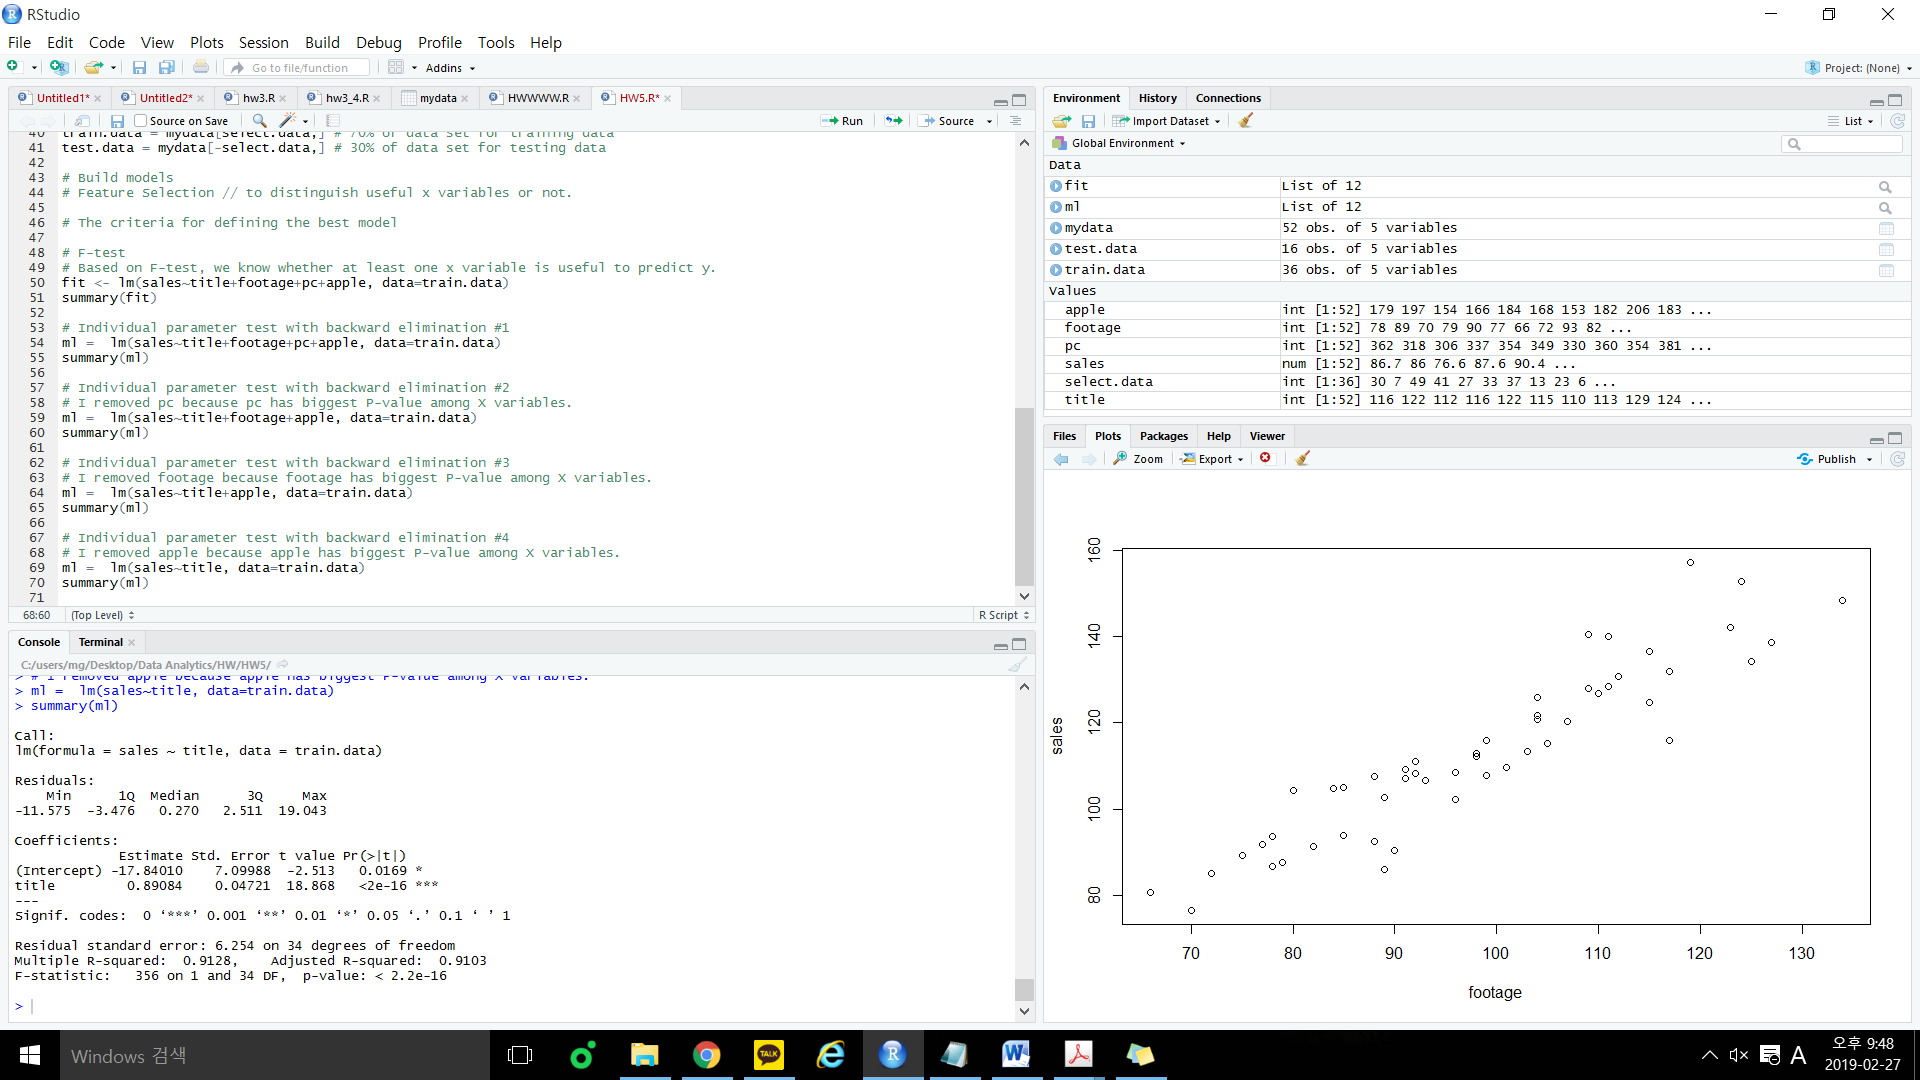 RStudio
File Edit Code View Plots Session Build Debug Profile Tools Help
Go to file/function Addins Project: (None)
Untitled1* Untitled2* hw3.R hw3_4.R mydata HWWWW.R HW5.R*
Source on Save Run Source
40 train.data = mydata[select.data,] # 70% of data set for training data
41 test.data = mydata[-select.data,] # 30% of data set for testing data
42
43 # Build models
44 # Feature Selection // to distinguish useful x variables or not.
45
46 # The criteria for defining the best model
47
48 # F-test
49 # Based on F-test, we know whether at least one x variable is useful to predict y.
50 fit <- lm(sales~title+footage+pc+apple, data=train.data)
51 summary(fit)
52
53 # Individual parameter test with backward elimination #1
54 ml =  lm(sales~title+footage+pc+apple, data=train.data)
55 summary(ml)
56
57 # Individual parameter test with backward elimination #2
58 # I removed pc because pc has biggest P-value among X variables.
59 ml =  lm(sales~title+footage+apple, data=train.data)
60 summary(ml)
61
62 # Individual parameter test with backward elimination #3
63 # I removed footage because footage has biggest P-value among X variables.
64 ml =  lm(sales~title+apple, data=train.data)
65 summary(ml)
66
67 # Individual parameter test with backward elimination #4
68 # I removed apple because apple has biggest P-value among X variables.
69 ml =  lm(sales~title, data=train.data)
70 summary(ml)
71
68:60 (Top Level) R Script
Console Terminal
C:/users/mg/Desktop/Data Analytics/HW/HW5/
> # I removed apple because apple has biggest P-value among X variables.
> ml =  lm(sales~title, data=train.data)
> summary(ml)
Call:
lm(formula = sales ~ title, data = train.data)
Residuals:
Min 1Q Median 3Q Max
-11.575 -3.476 0.270 2.511 19.043
Coefficients:
Estimate Std. Error t value Pr(>|t|)
(Intercept) -17.84010 7.09988 -2.513 0.0169 *
title 0.89084 0.04721 18.868 <2e-16 ***
---
Signif. codes:  0 ‘***’ 0.001 ‘**’ 0.01 ‘*’ 0.05 ‘.’ 0.1 ‘ ’ 1
Residual standard error: 6.254 on 34 degrees of freedom
Multiple R-squared:  0.9128, Adjusted R-squared:  0.9103
F-statistic:   356 on 1 and 34 DF,  p-value: < 2.2e-16
>
Environment History Connections
Import Dataset List
Global Environment
Data
fit List of 12
ml List of 12
mydata 52 obs. of 5 variables
test.data 16 obs. of 5 variables
train.data 36 obs. of 5 variables
Values
apple int [1:52] 179 197 154 166 184 168 153 182 206 183 ...
footage int [1:52] 78 89 70 79 90 77 66 72 93 82 ...
pc int [1:52] 362 318 306 337 354 349 330 360 354 381 ...
sales num [1:52] 86.7 86 76.6 87.6 90.4 ...
select.data int [1:36] 30 7 49 41 27 33 37 13 23 6 ...
title int [1:52] 116 122 112 116 122 115 110 113 129 124 ...
Files Plots Packages Help Viewer
Zoom Export Publish
160
140
120
100
80
sales
70 80 90 100 110 120 130
footage
Windows 검색
TALK
A
오후 9:48
2019-02-27